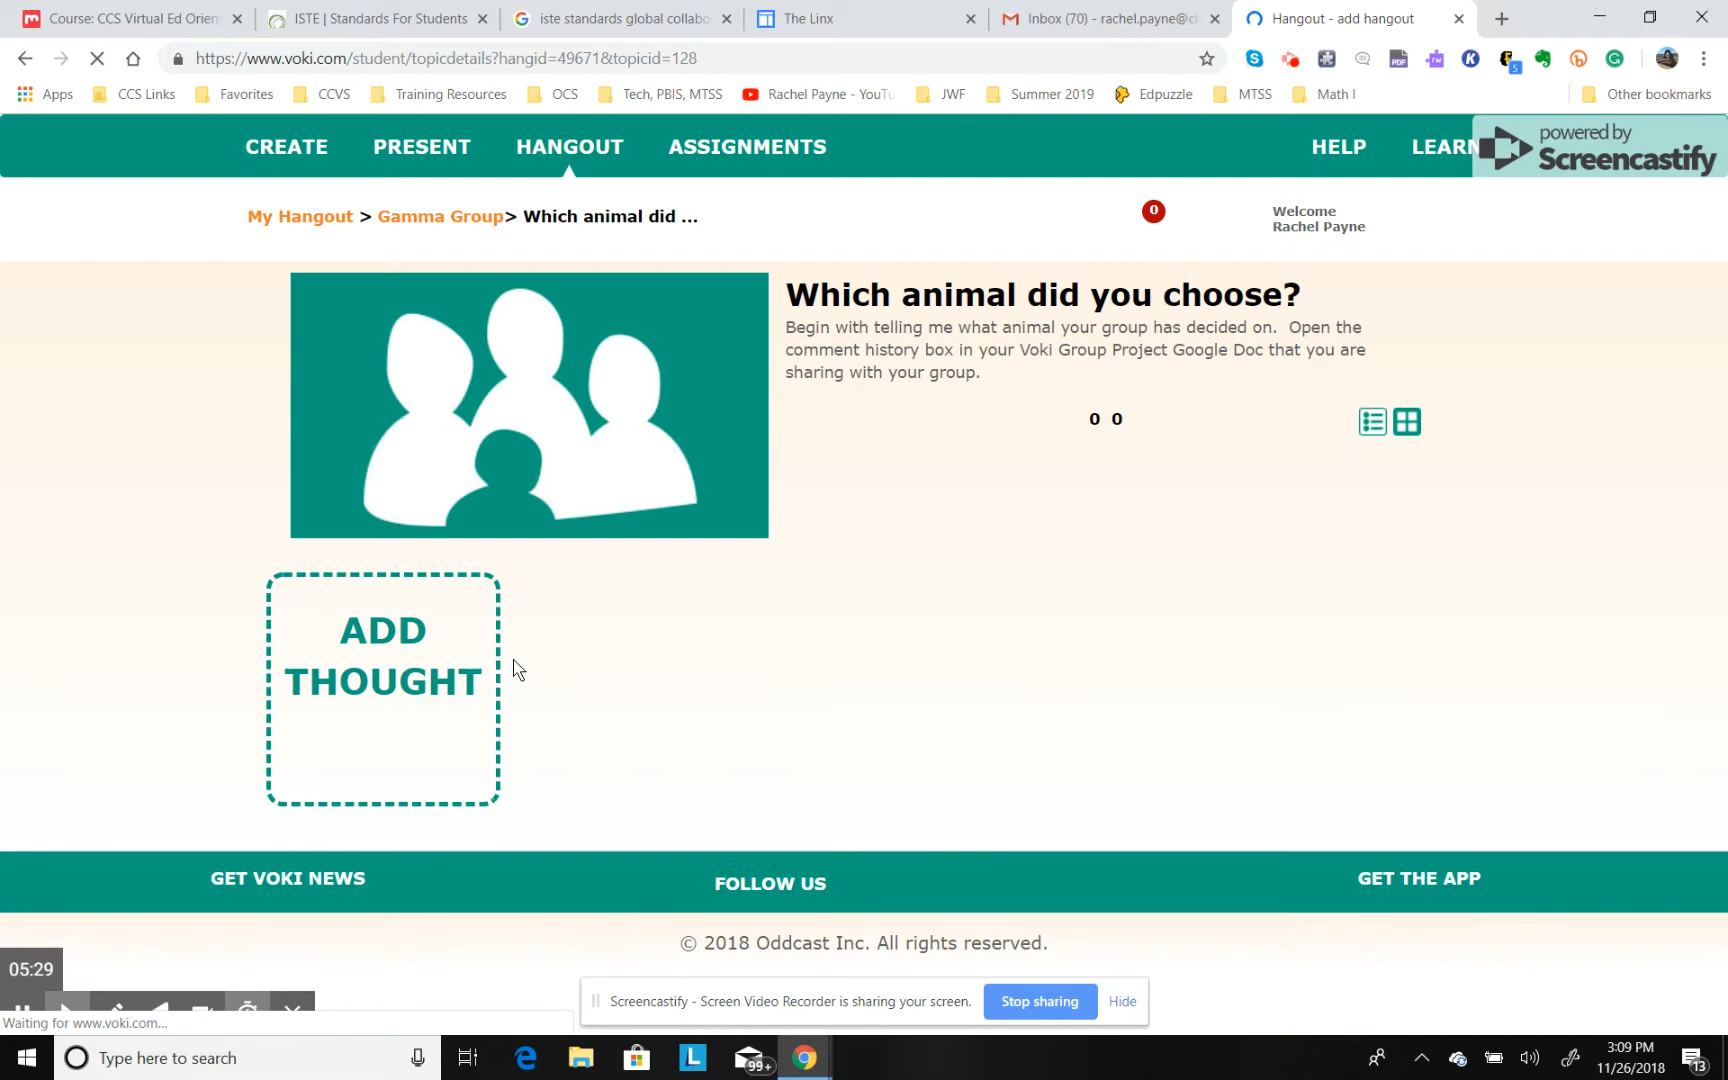 Course: CCS Virtual Ed Orien
ISTE | Standards For Students
iste standards global collabo
The Linx
Inbox (70) - rachel.payne@c
Hangout - add hangout
https://www.voki.com/student/topicdetails?hangid=49671&topicid=128
Apps
CCS Links
Favorites
CCVS
Training Resources
OCS
Tech, PBIS, MTSS
Rachel Payne - YouTu
JWF
Summer 2019
Edpuzzle
MTSS
Math I
Other bookmarks
CREATE
PRESENT
HANGOUT
ASSIGNMENTS
HELP
LEARN
powered by
Screencastify
My Hangout > Gamma Group> Which animal did ...
0
Welcome
Rachel Payne
Which animal did you choose?
Begin with telling me what animal your group has decided on. Open the
comment history box in your Voki Group Project Google Doc that you are
sharing with your group.
0 0
ADD
THOUGHT
GET VOKI NEWS
FOLLOW US
GET THE APP
© 2018 Oddcast Inc. All rights reserved.
05:29
Screencastify - Screen Video Recorder is sharing your screen.
Stop sharing
Hide
Waiting for www.voki.com...
Type here to search
99+
3:09 PM
11/26/2018
13